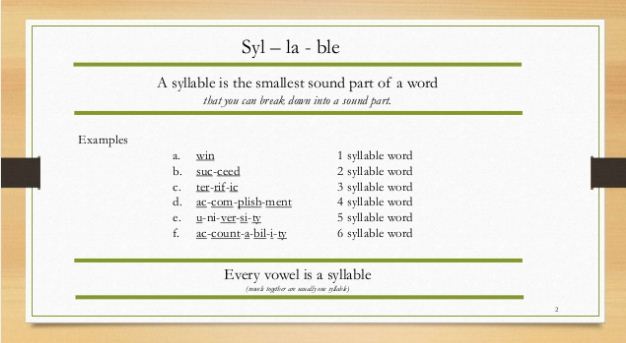 Syl – la - ble
A syllable is the smallest sound part of a word
that you can break down into a sound part.
Examples
a. win 1 syllable word
b. suc-ceed 2 syllable word
c. ter-rif-ic 3 syllable word
d. ac-com-plish-ment 4 syllable word
e. u-ni-ver-si-ty 5 syllable word
f. ac-count-a-bil-i-ty 6 syllable word
Every vowel is a syllable
together are usually one syllable)
2